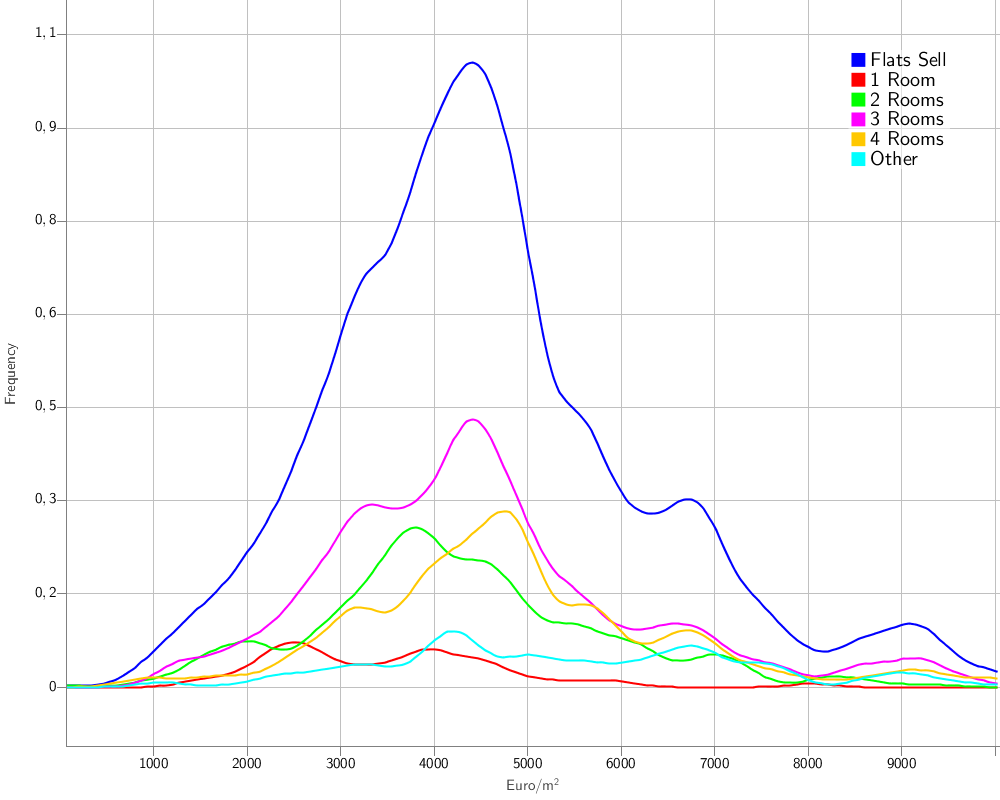 1, 1
0, 9
0, 8
0, 6
0, 5
0, 3
0, 2
0
Frequency
1000 2000 3000 4000 5000 6000 7000 8000 9000
Euro/m²
Flats Sell
1 Room
2 Rooms
3 Rooms
4 Rooms
Other